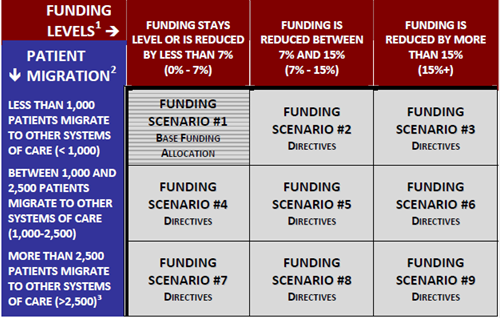 FUNDING
LEVELS¹ →
FUNDING STAYS
LEVEL OR IS REDUCED
BY LESS THAN 7%
(0% - 7%)
FUNDING IS
REDUCED BETWEEN
7% AND 15%
(7% - 15%)
FUNDING IS
REDUCED BY MORE
THAN 15%
(15%+)
PATIENT
↓ MIGRATION²
LESS THAN 1,000
PATIENTS MIGRATE
TO OTHER SYSTEMS
OF CARE (< 1,000)
FUNDING
SCENARIO #1
BASE FUNDING
ALLOCATION
FUNDING
SCENARIO #2
DIRECTIVES
FUNDING
SCENARIO #3
DIRECTIVES
BETWEEN 1,000 AND
2,500 PATIENTS
MIGRATE TO OTHER
SYSTEMS OF CARE
(1,000-2,500)
FUNDING
SCENARIO #4
DIRECTIVES
FUNDING
SCENARIO #5
DIRECTIVES
FUNDING
SCENARIO #6
DIRECTIVES
MORE THAN 2,500
PATIENTS MIGRATE
TO OTHER SYSTEMS
OF CARE (>2,500)³
FUNDING
SCENARIO #7
DIRECTIVES
FUNDING
SCENARIO #8
DIRECTIVES
FUNDING
SCENARIO #9
DIRECTIVES